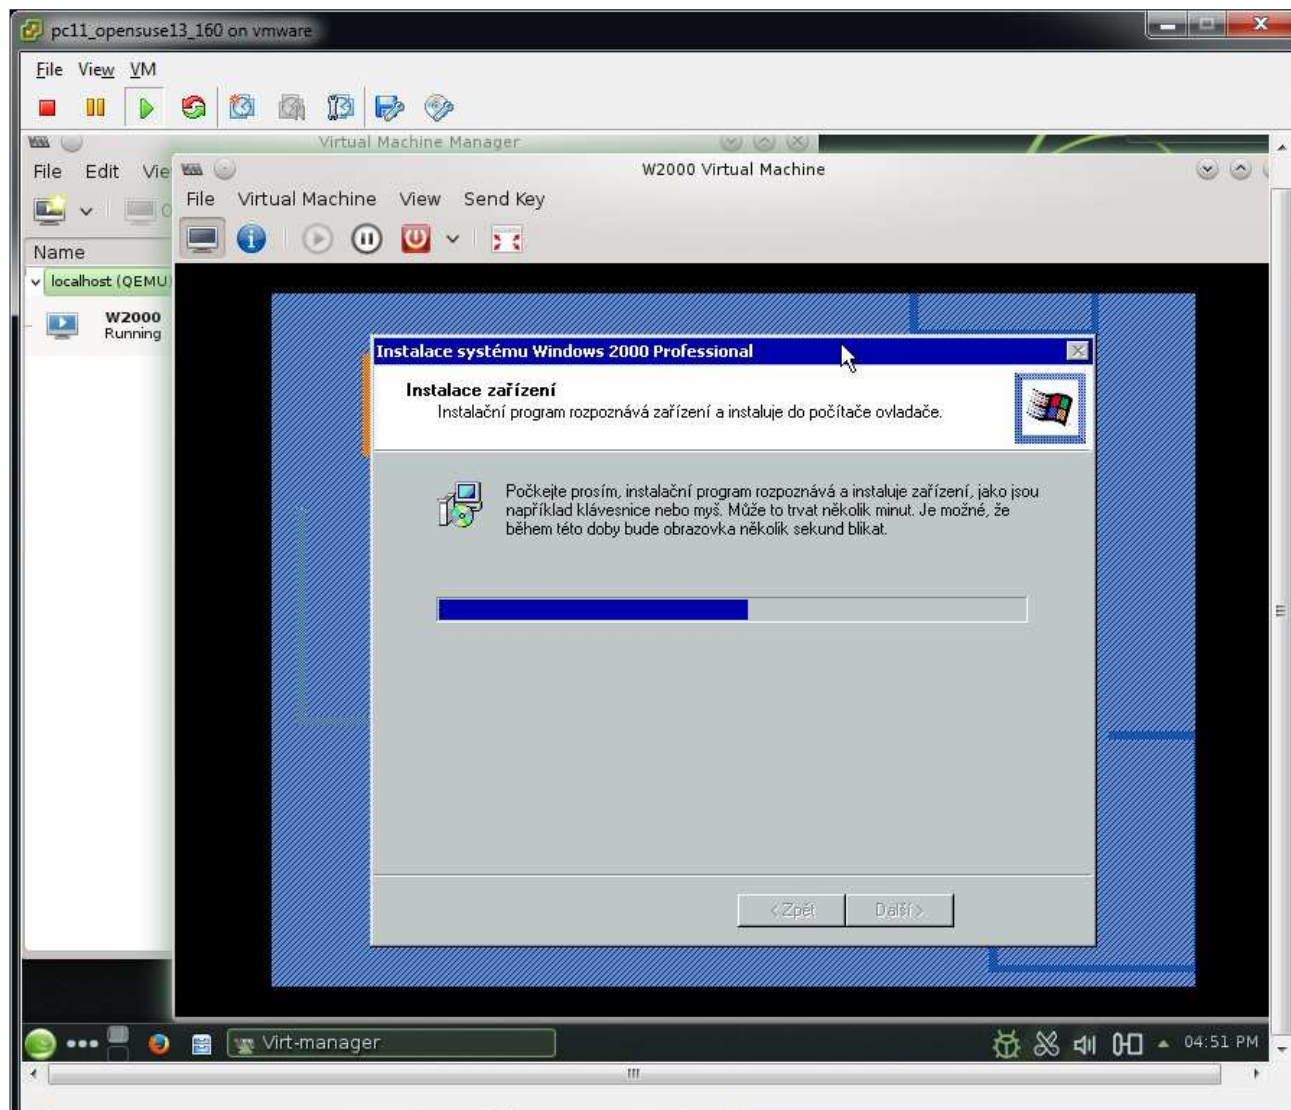 pc11_opensuse13_160 on vmware
File View VM
Virtual Machine Manager
File Edit Vie
W2000 Virtual Machine
File Virtual Machine View Send Key
Name
localhost (QEMU)
W2000
Running
Instalace systému Windows 2000 Professional
Instalace zařízení
Instalační program rozpoznává zařízení a instaluje do počítače ovladače.
Počkejte prosím, instalační program rozpoznává a instaluje zařízení, jako jsou
například klávesnice nebo myš. Může to trvat několik minut. Je možné, že
během této doby bude obrazovka několik sekund blikat.
< Zpět Další >
Virt-manager
04:51 PM